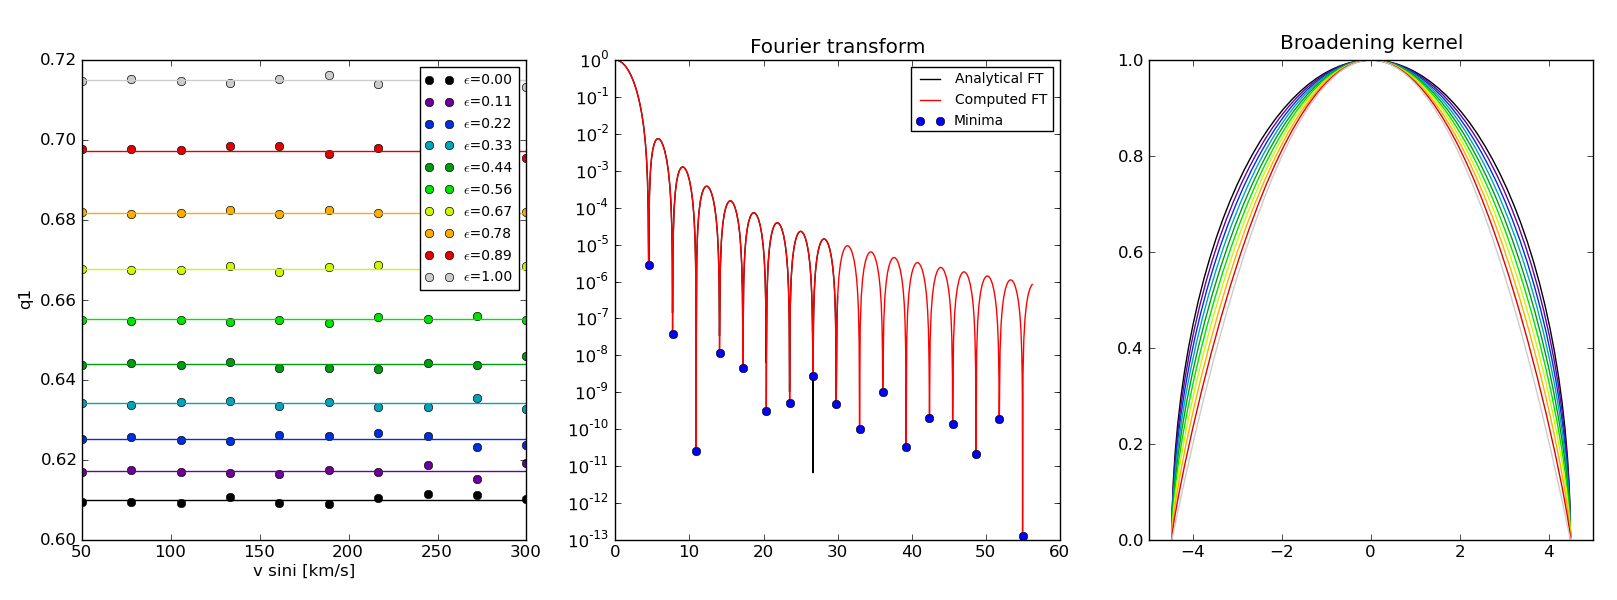 0.72
0.70
0.68
0.66
0.64
0.62
0.60
q1
50
100
150
200
250
300
v sini [km/s]
ϵ=0.00
ϵ=0.11
ϵ=0.22
ϵ=0.33
ϵ=0.44
ϵ=0.56
ϵ=0.67
ϵ=0.78
ϵ=0.89
ϵ=1.00
Fourier transform
10^0
10^-1
10^-2
10^-3
10^-4
10^-5
10^-6
10^-7
10^-8
10^-9
10^-10
10^-11
10^-12
10^-13
0
10
20
30
40
50
60
Analytical FT
Computed FT
Minima
Broadening kernel
1.0
0.8
0.6
0.4
0.2
0.0
−4
−2
0
2
4